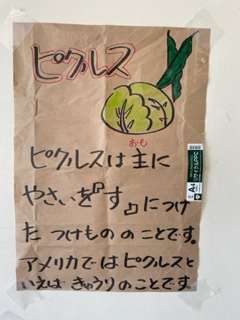 ピクルス
おも
ピクルスは主に
やさいを『す』につけ
た つけもののことです。
アメリカではピクルスと
いえば きゅうりのことです。